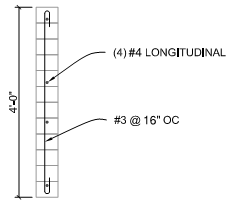 (4) #4 LONGITUDINAL
4'-0"
#3 @ 16" OC